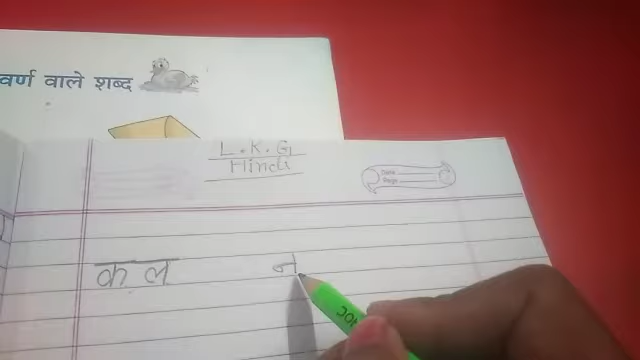 वर्ण वाले शब्द
L.K.G
Hindi
Date
Page
कल न